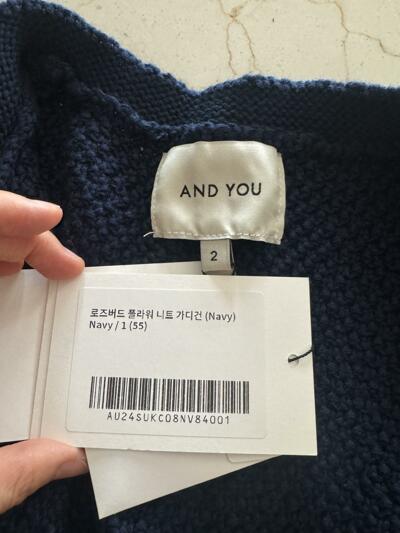 AND YOU
2
로즈버드 플라워 니트 가디건 (Navy)
Navy / 1 (55)
AU24SUKC08NV84001